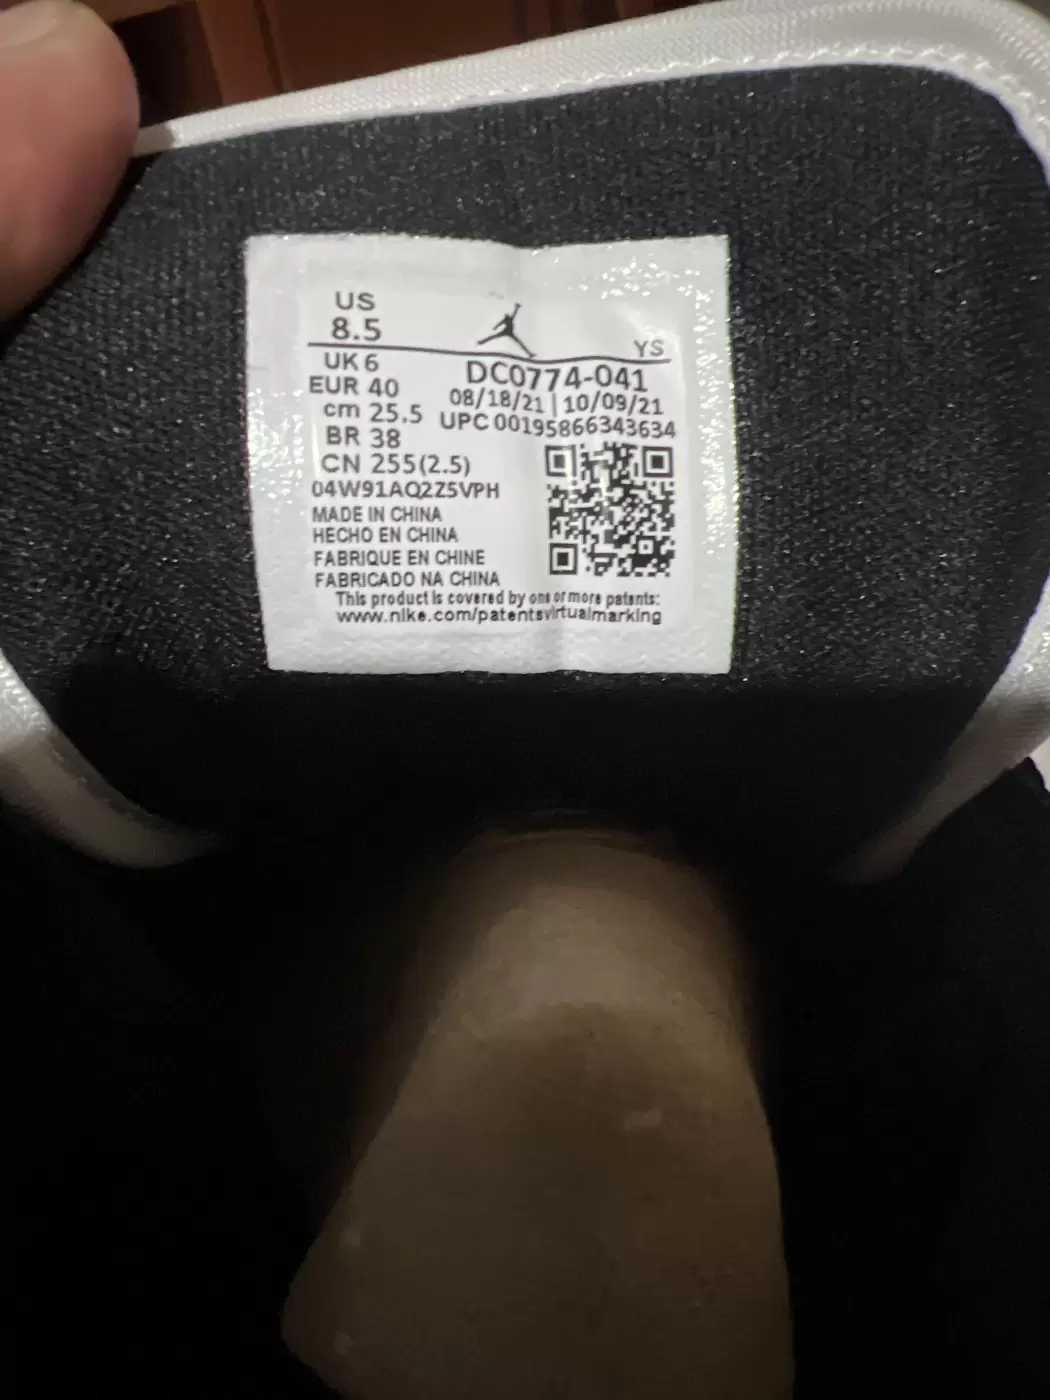 US
8.5
YS
UK 6
DC0774-041
EUR 40
08/18/21 | 10/09/21
cm 25.5
UPC 00195866343634
BR 38
CN 255(2.5)
04W91AQ2Z5VPH
MADE IN CHINA
HECHO EN CHINA
FABRIQUE EN CHINE
FABRICADO NA CHINA
This product is covered by one or more patents:
www.nike.com/patentsvirtualmarking